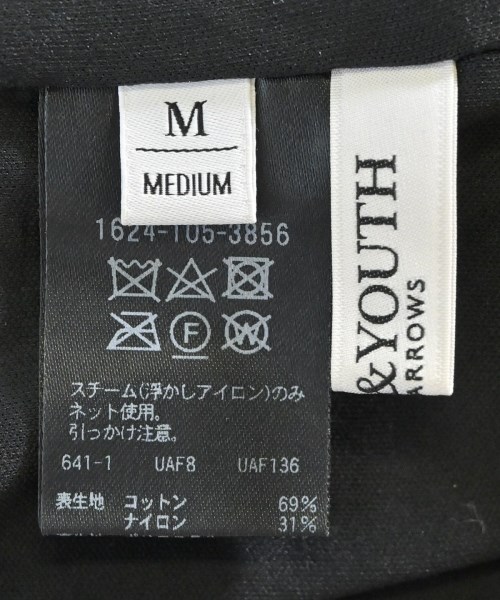 M
MEDIUM
1624-105-3856
F
W
スチーム(浮かしアイロン)のみ
ネット使用。
引っかけ注意。
641-1 UAF8 UAF136
表生地 コットン 69%
ナイロン 31%
&YOUTH
ARROWS